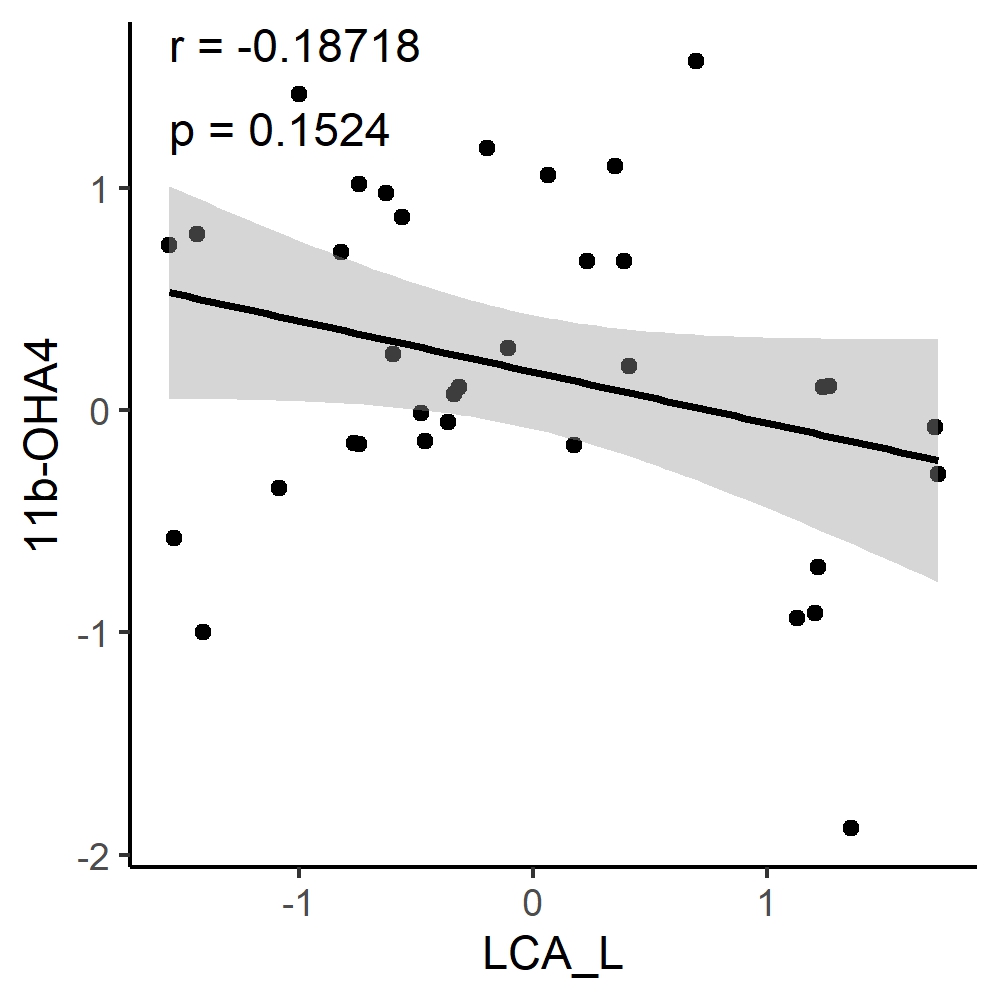 r = -0.18718
p = 0.1524
1
0
-1
-2
11b-OHA4
-1 0 1
LCA_L